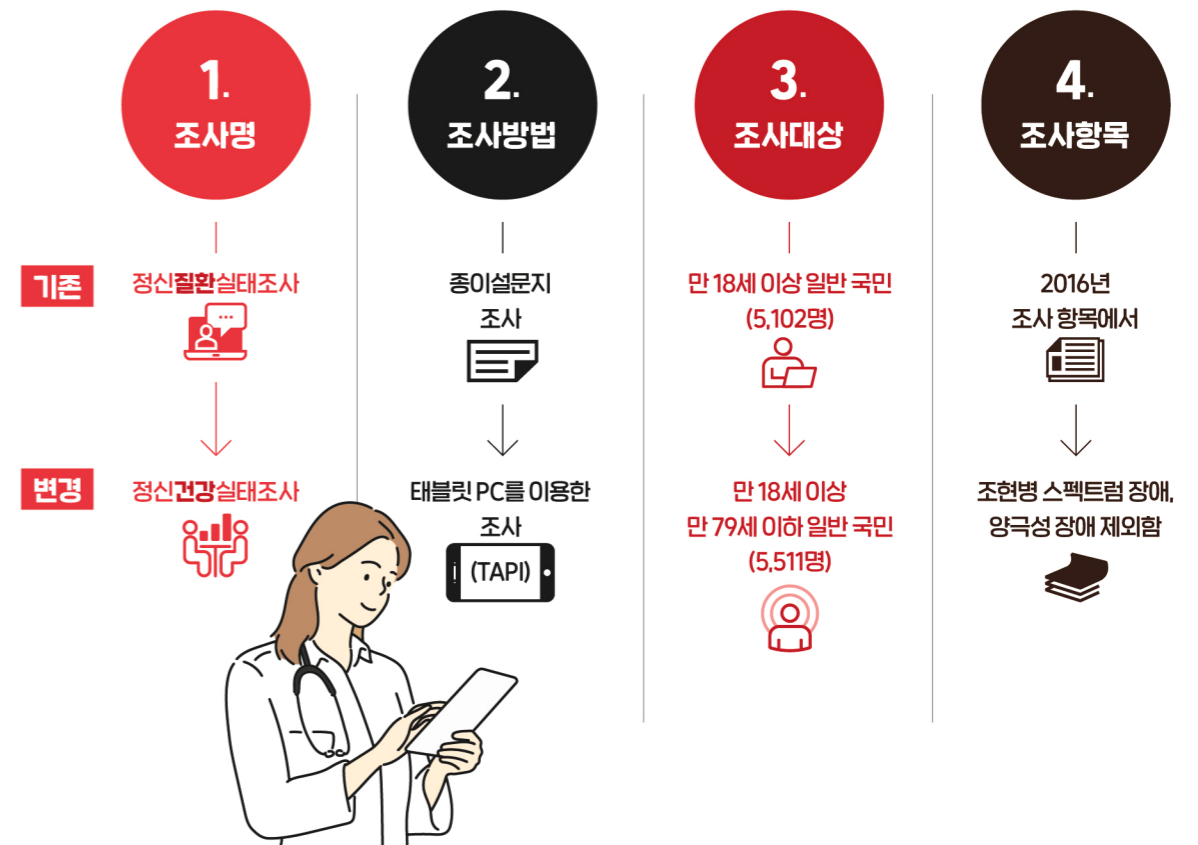 1.
조사명
2.
조사방법
3.
조사대상
4.
조사항목
기존
정신질환실태조사
종이설문지
조사
만 18세 이상 일반 국민
(5,102명)
2016년
조사 항목에서
변경
정신건강실태조사
태블릿 PC를 이용한
조사
(TAPI)
만 18세 이상
만 79세 이하 일반 국민
(5,511명)
조현병 스펙트럼 장애,
양극성 장애 제외함